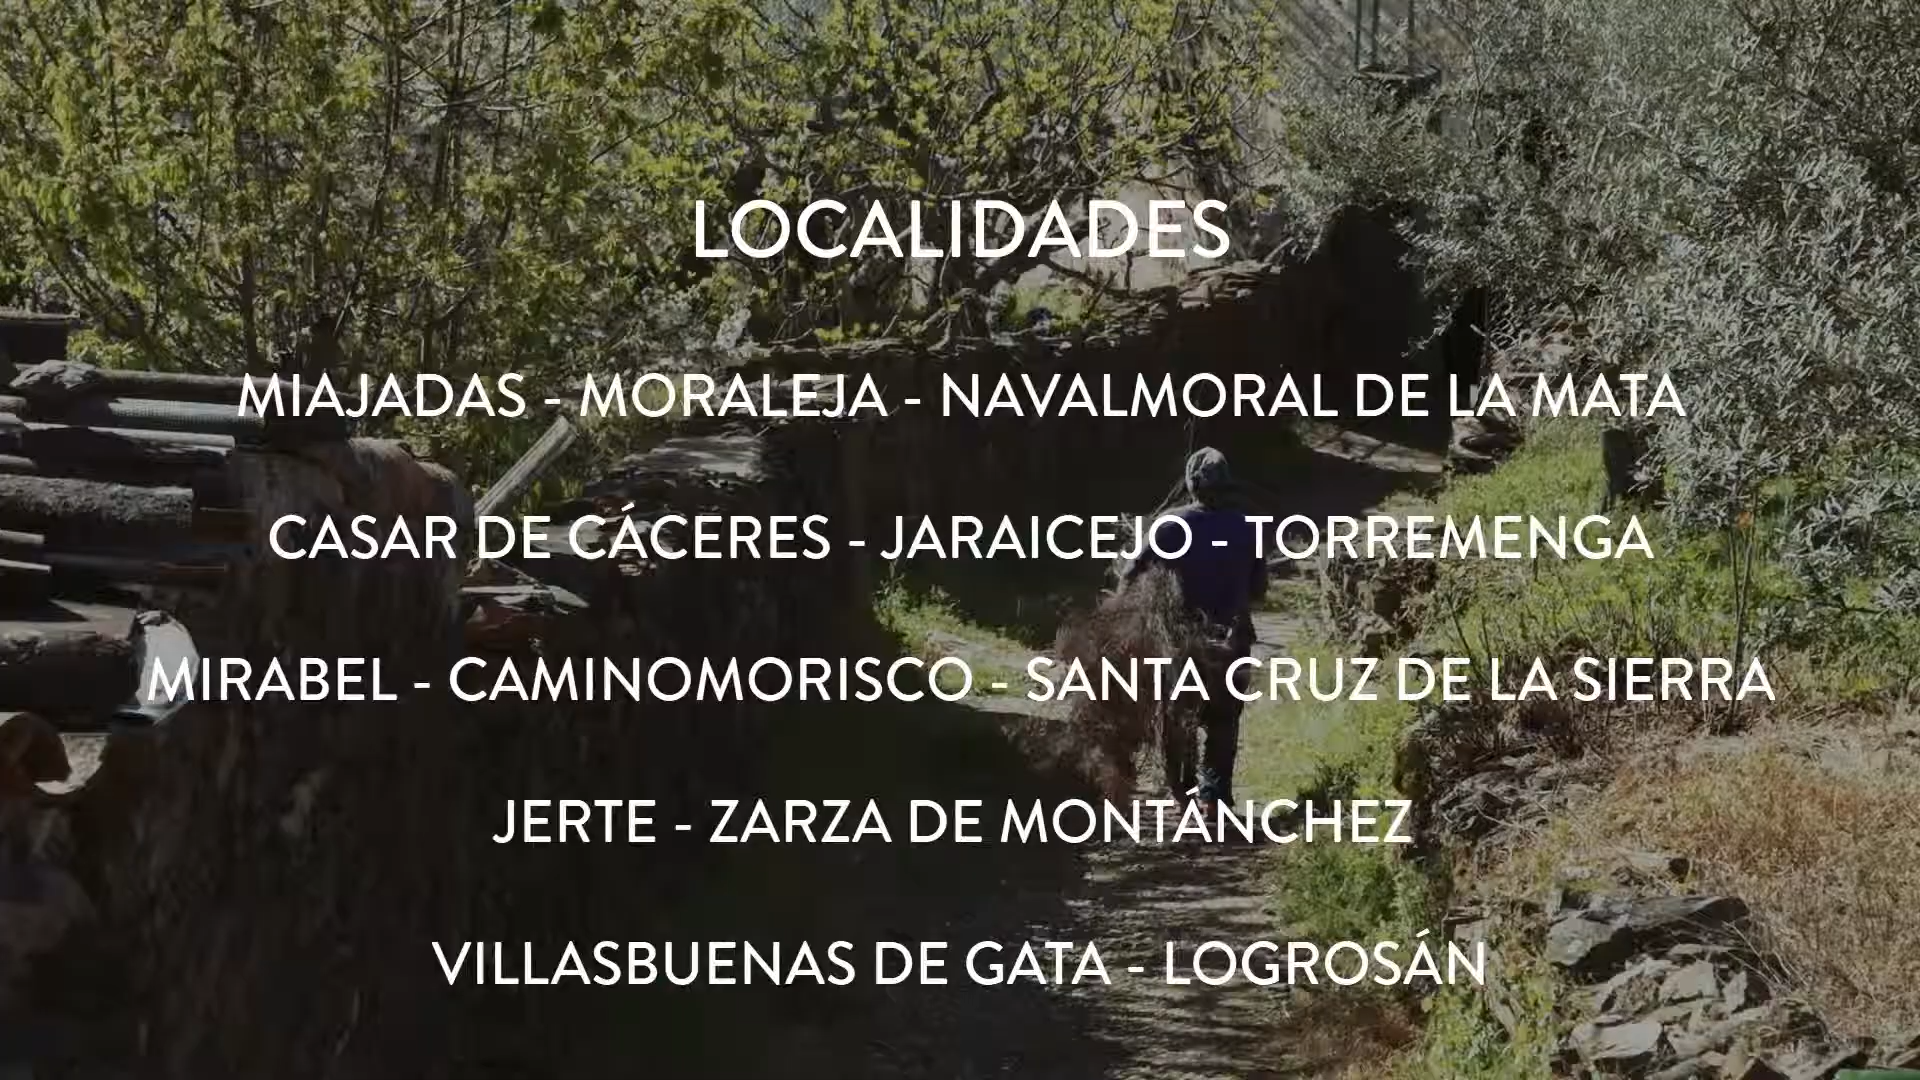 LOCALIDADES
MIAJADAS - MORALEJA - NAVALMORAL DE LA MATA
CASAR DE CÁCERES - JARAICEJO - TORREMENGA
MIRABEL - CAMINOMORISCO - SANTA CRUZ DE LA SIERRA
JERTE - ZARZA DE MONTÁNCHEZ
VILLASBUENAS DE GATA - LOGROSÁN